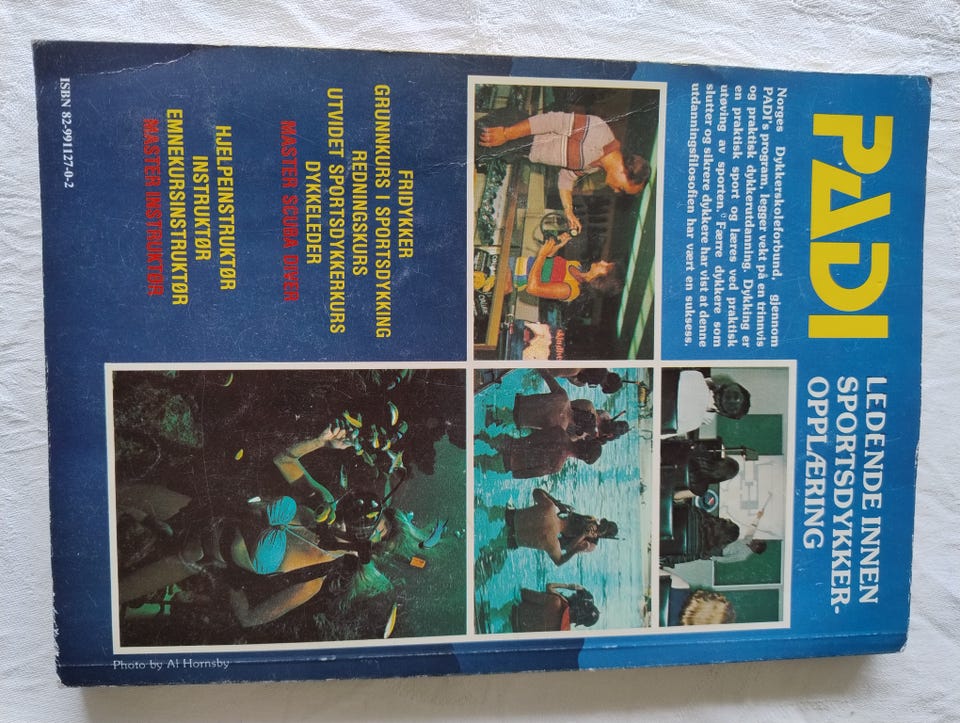 PADI
LEDENDE INNEN
SPORTSDYKKER-
OPPLÆRING
Norges Dykkerskoleforbund, gjennom
PADI's program, legger vekt på en trinnvis
og praktisk dykkerutdanning. Dykking er
en praktisk sport og læres ved praktisk
utøving av sporten. Færre dykkere som
slutter og sikrere dykkere har vist at denne
utdanningsfilosofien har vært en suksess.
FRIDYKKER
GRUNNKURS I SPORTSDYKKING
REDNINGSKURS
UTVIDET SPORTSDYKKERKURS
DYKKELEDER
MASTER SCUBA DIVER
HJELPEINSTRUKTØR
INSTRUKTØR
EMNEKURSINSTRUKTØR
MASTER INSTRUKTØR
ISBN 82-991127-0-2
Photo by Al Hornsby